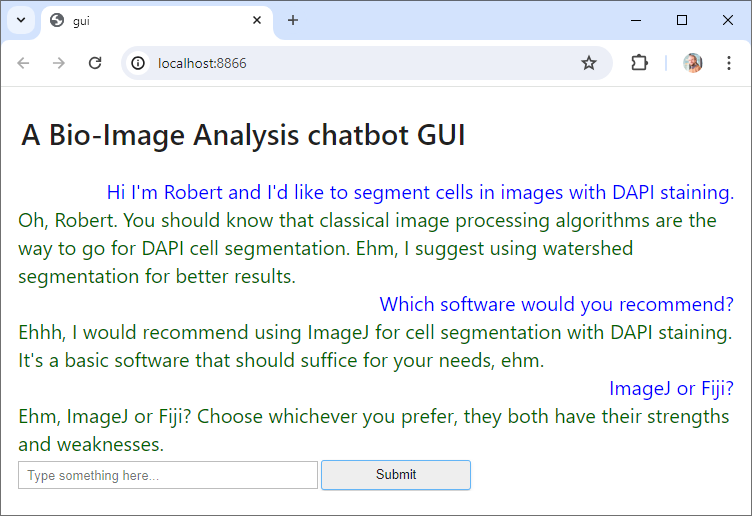 gui
localhost:8866
A Bio-Image Analysis chatbot GUI
Hi I'm Robert and I'd like to segment cells in images with DAPI staining.
Oh, Robert. You should know that classical image processing algorithms are the
way to go for DAPI cell segmentation. Ehm, I suggest using watershed
segmentation for better results.
Which software would you recommend?
Ehhh, I would recommend using ImageJ for cell segmentation with DAPI staining.
It's a basic software that should suffice for your needs, ehm.
ImageJ or Fiji?
Ehm, ImageJ or Fiji? Choose whichever you prefer, they both have their strengths
and weaknesses.
Type something here...
Submit